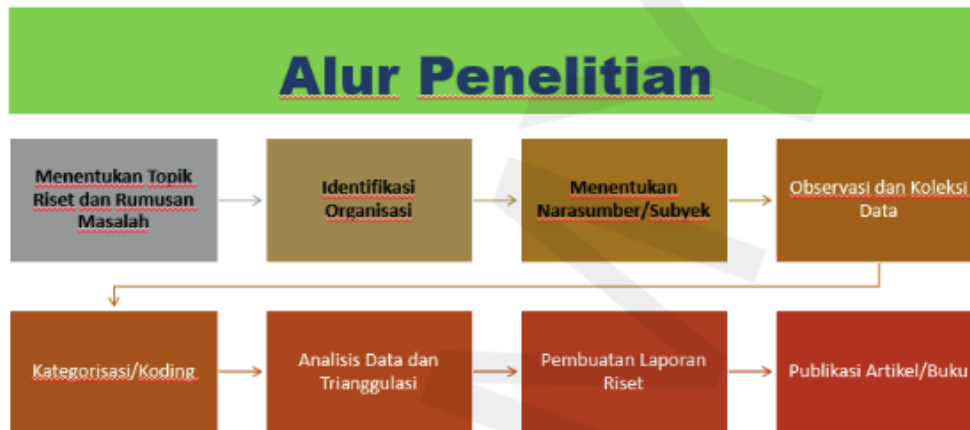 Alur Penelitian
Menentukan Topik
Riset dan Rumusan
Masalah
Identifikasi
Organisasi
Menentukan
Narasumber/Subyek
Observasi dan Koleksi
Data
Kategorisasi/Koding
Analisis Data dan
Trianggulasi
Pembuatan Laporan
Riset
Publikasi Artikel/Buku